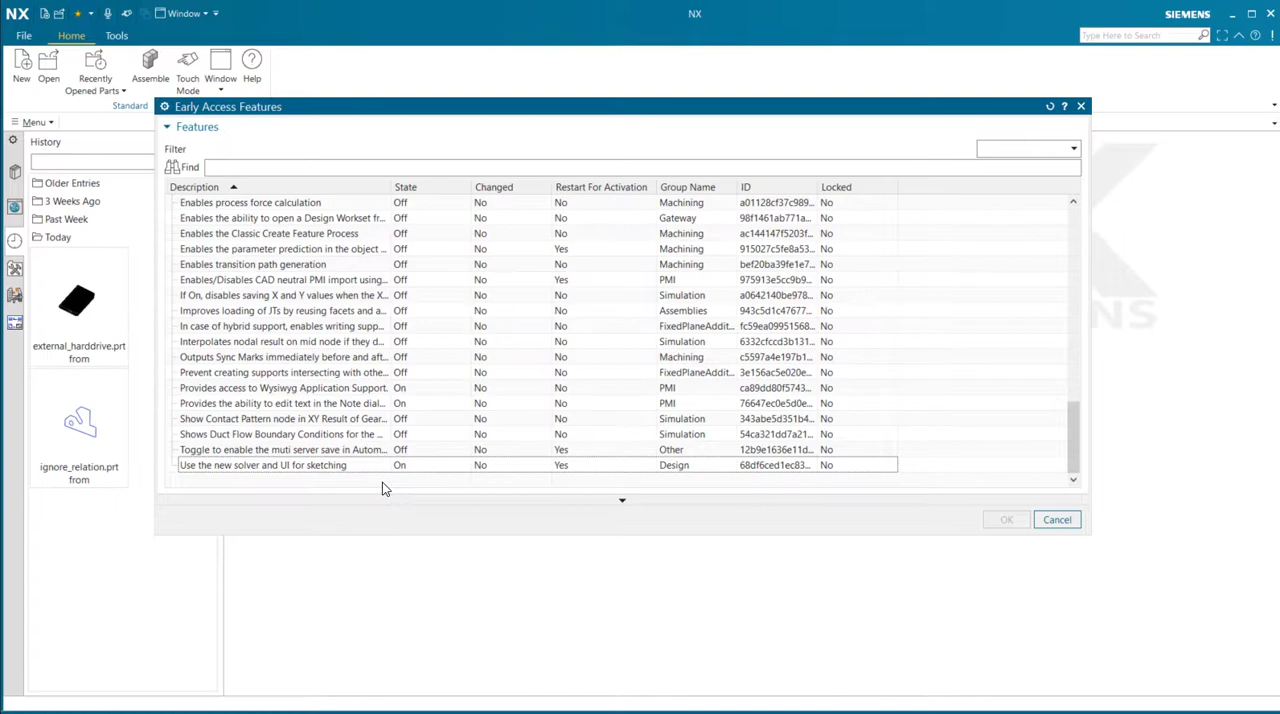 NX Window NX SIEMENS
File Home Tools Type Here to Search
New Open Recently Opened Parts Assemble Touch Mode Window Help
Standard
Menu
History
Older Entries
3 Weeks Ago
Past Week
Today
external_harddrive.prt
from
ignore_relation.prt
from
Early Access Features
Features
Filter
Find
Description State Changed Restart For Activation Group Name ID Locked
Enables process force calculation Off No No Machining a01128cf37c989... No
Enables the ability to open a Design Workset fr... Off No No Gateway 98f1461ab771a... No
Enables the Classic Create Feature Process Off No No Machining ac144147f5203f... No
Enables the parameter prediction in the object ... Off No Yes Machining 915027c5fe8a53... No
Enables transition path generation Off No No Machining bef20ba39fe1e7... No
Enables/Disables CAD neutral PMI import using... Off No Yes PMI 975913e5cc9b9... No
If On, disables saving X and Y values when the X... Off No No Simulation a0642140be978... No
Improves loading of JTs by reusing facets and a... Off No No Assemblies 943c5d1c47677... No
In case of hybrid support, enables writing supp... Off No No FixedPlaneAddit... fc59ea09951568... No
Interpolates nodal result on mid node if they d... Off No No Simulation 6332cfccd3b131... No
Outputs Sync Marks immediately before and aft... Off No No Machining c5597a4e197b1... No
Prevent creating supports intersecting with othe... Off No No FixedPlaneAddit... 3e156ac5e020e... No
Provides access to Wysiwyg Application Support. On No No PMI ca89dd80f5743... No
Provides the ability to edit text in the Note dial... On No No PMI 76647ec0e5d0e... No
Show Contact Pattern node in XY Result of Gear... Off No No Simulation 343abe5d351b4... No
Shows Duct Flow Boundary Conditions for the ... Off No No Simulation 54ca321dd7a21... No
Toggle to enable the muti server save in Autom... Off No Yes Other 12b9e1636e11d... No
Use the new solver and UI for sketching On No Yes Design 68df6ced1ec83... No
OK Cancel